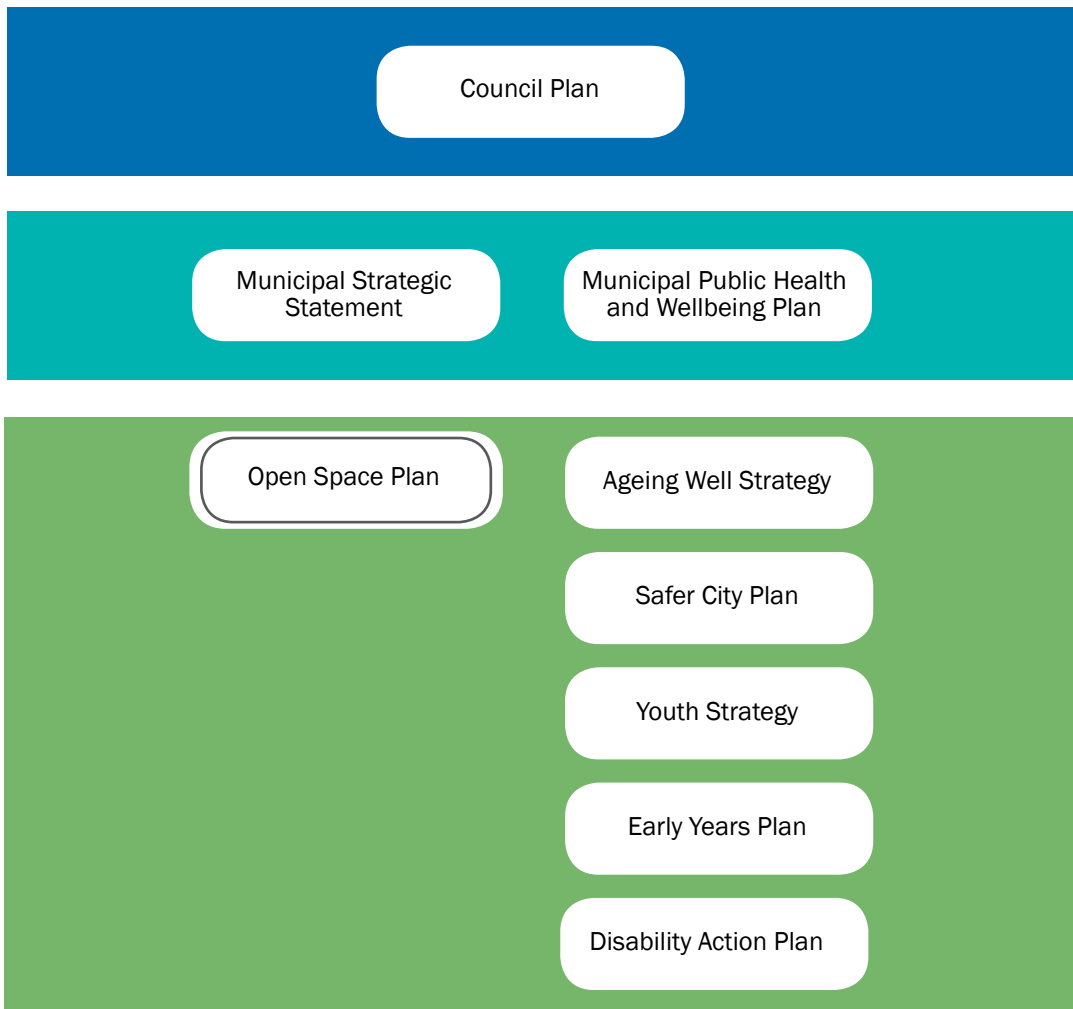 Council Plan
Municipal Strategic
Statement
Municipal Public Health
and Wellbeing Plan
Open Space Plan
Ageing Well Strategy
Safer City Plan
Youth Strategy
Early Years Plan
Disability Action Plan